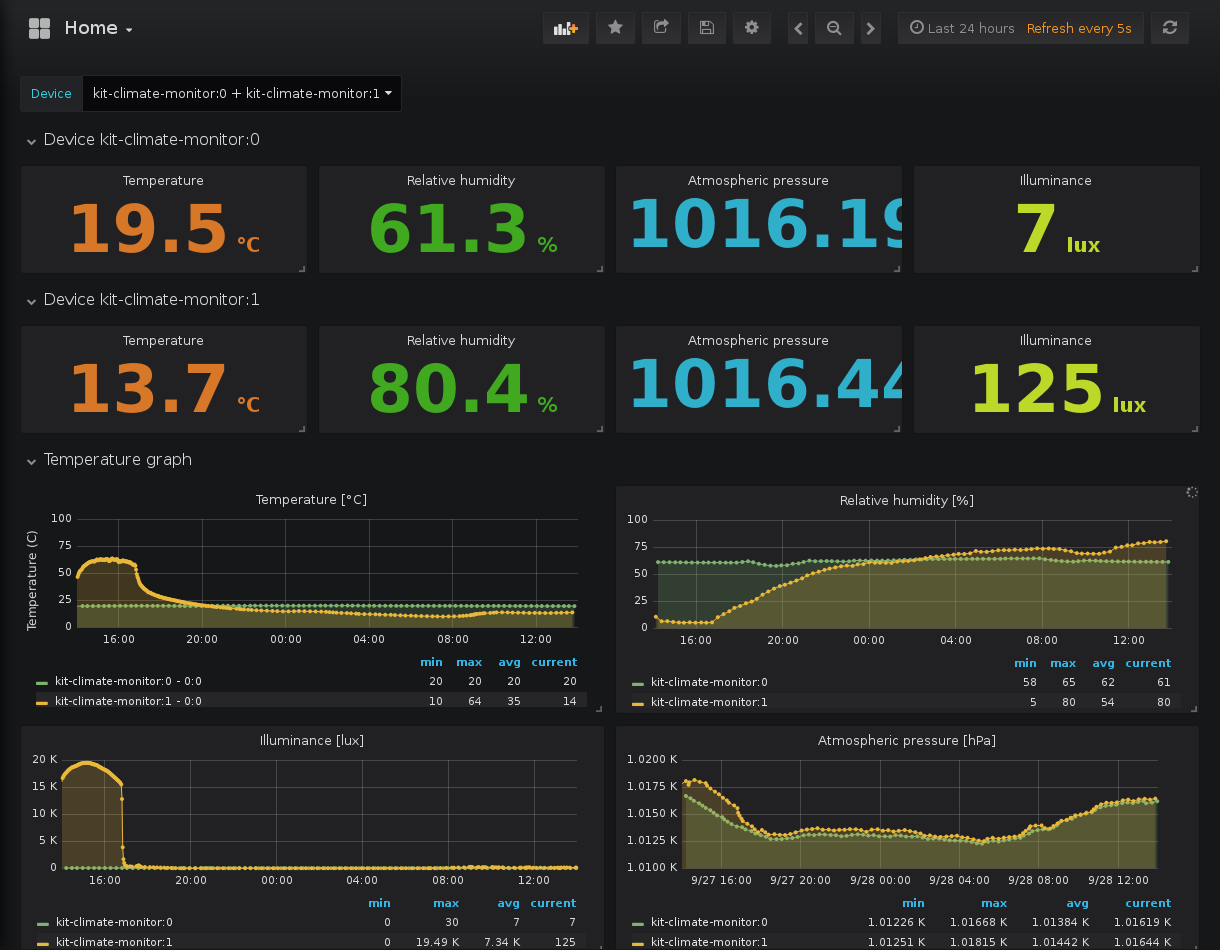 Home
Last 24 hours Refresh every 5s
Device kit-climate-monitor:0 + kit-climate-monitor:1
Device kit-climate-monitor:0
Temperature Relative humidity Atmospheric pressure Illuminance
19.5 °C 61.3 % 1016.19 7 lux
Device kit-climate-monitor:1
Temperature Relative humidity Atmospheric pressure Illuminance
13.7 °C 80.4 % 1016.44 125 lux
Temperature graph
Temperature [°C]
Temperature (C)
100
75
50
25
0
16:00 20:00 00:00 04:00 08:00 12:00
min max avg current
kit-climate-monitor:0 - 0:0 20 20 20 20
kit-climate-monitor:1 - 0:0 10 64 35 14
Relative humidity [%]
100
75
50
25
0
16:00 20:00 00:00 04:00 08:00 12:00
min max avg current
kit-climate-monitor:0 58 65 62 61
kit-climate-monitor:1 5 80 54 80
Illuminance [lux]
20 K
15 K
10 K
5 K
0
16:00 20:00 00:00 04:00 08:00 12:00
min max avg current
kit-climate-monitor:0 0 30 7 7
kit-climate-monitor:1 0 19.49 K 7.34 K 125
Atmospheric pressure [hPa]
1.0200 K
1.0175 K
1.0150 K
1.0125 K
1.0100 K
9/27 16:00 9/27 20:00 9/28 00:00 9/28 04:00 9/28 08:00 9/28 12:00
min max avg current
kit-climate-monitor:0 1.01226 K 1.01668 K 1.01384 K 1.01619 K
kit-climate-monitor:1 1.01251 K 1.01815 K 1.01442 K 1.01644 K